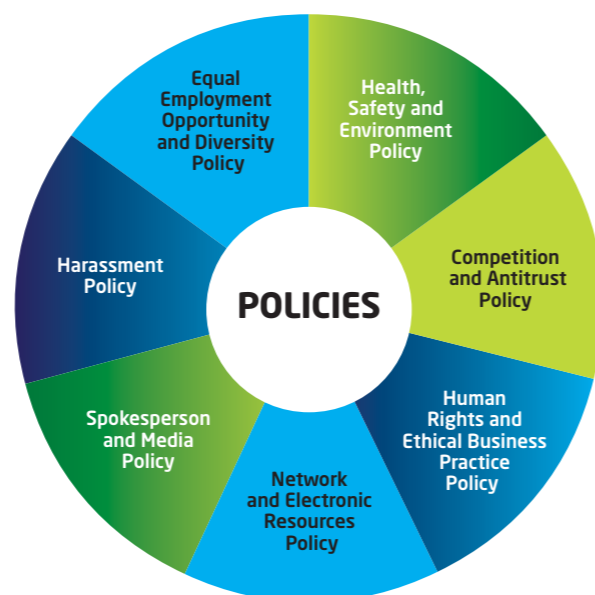 Equal
Employment
Opportunity
and Diversity
Policy
Health,
Safety and
Environment
Policy
Competition
and Antitrust
Policy
Human
Rights and
Ethical Business
Practice
Policy
Network
and Electronic
Resources
Policy
Spokesperson
and Media
Policy
Harassment
Policy
POLICIES